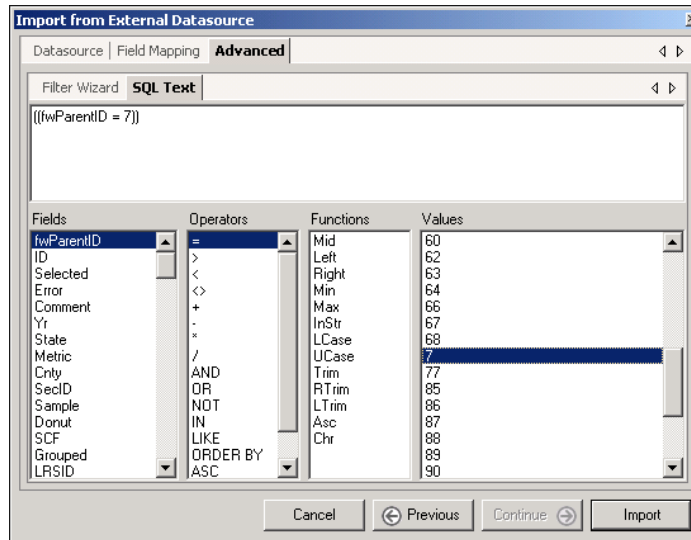 Import from External Datasource
Datasource Field Mapping Advanced
Filter Wizard SQL Text
((fwParentID = 7))
Fields Operators Functions Values
fwParentID
ID
Selected
Error
Comment
Yr
State
Metric
Cnty
SecID
Sample
Donut
SCF
Grouped
LRSID
=
>
<
<>
+
-
*
/
AND
OR
NOT
IN
LIKE
ORDER BY
ASC
Mid
Left
Right
Min
Max
InStr
LCase
UCase
Trim
RTrim
LTrim
Asc
Chr
60
62
63
64
66
67
68
7
77
85
86
87
88
89
90
Cancel Previous Continue Import